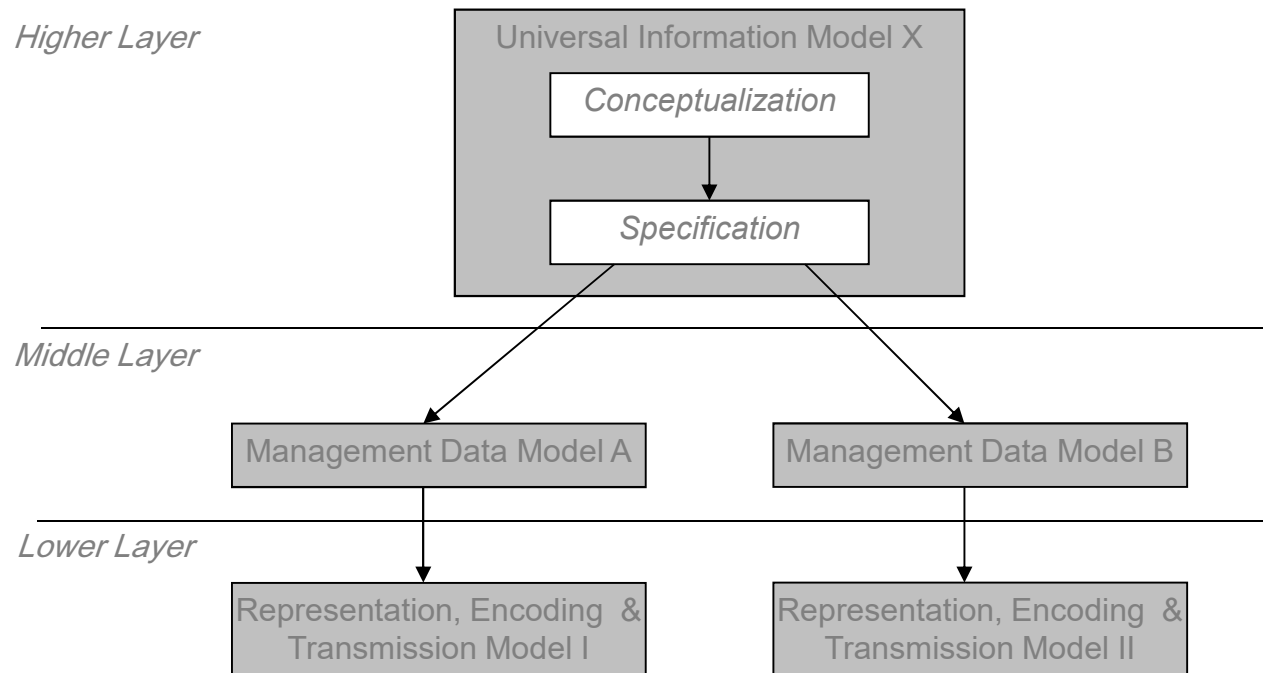 Higher Layer
Universal Information Model X
Conceptualization
Specification
Middle Layer
Management Data Model A
Management Data Model B
Lower Layer
Representation, Encoding &
Transmission Model I
Representation, Encoding &
Transmission Model II